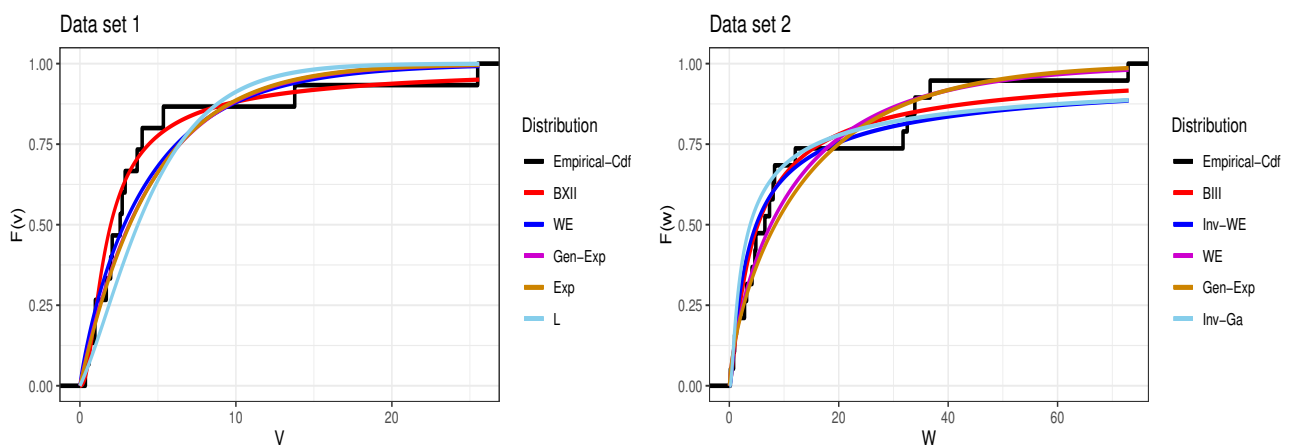 Data set 1
F(v)
1.00
0.75
0.50
0.25
0.00
0
10
20
V
Distribution
Empirical-Cdf
BXII
WE
Gen-Exp
Exp
L
Data set 2
F(w)
1.00
0.75
0.50
0.25
0.00
0
20
40
60
W
Distribution
Empirical-Cdf
BIII
Inv-WE
WE
Gen-Exp
Inv-Ga